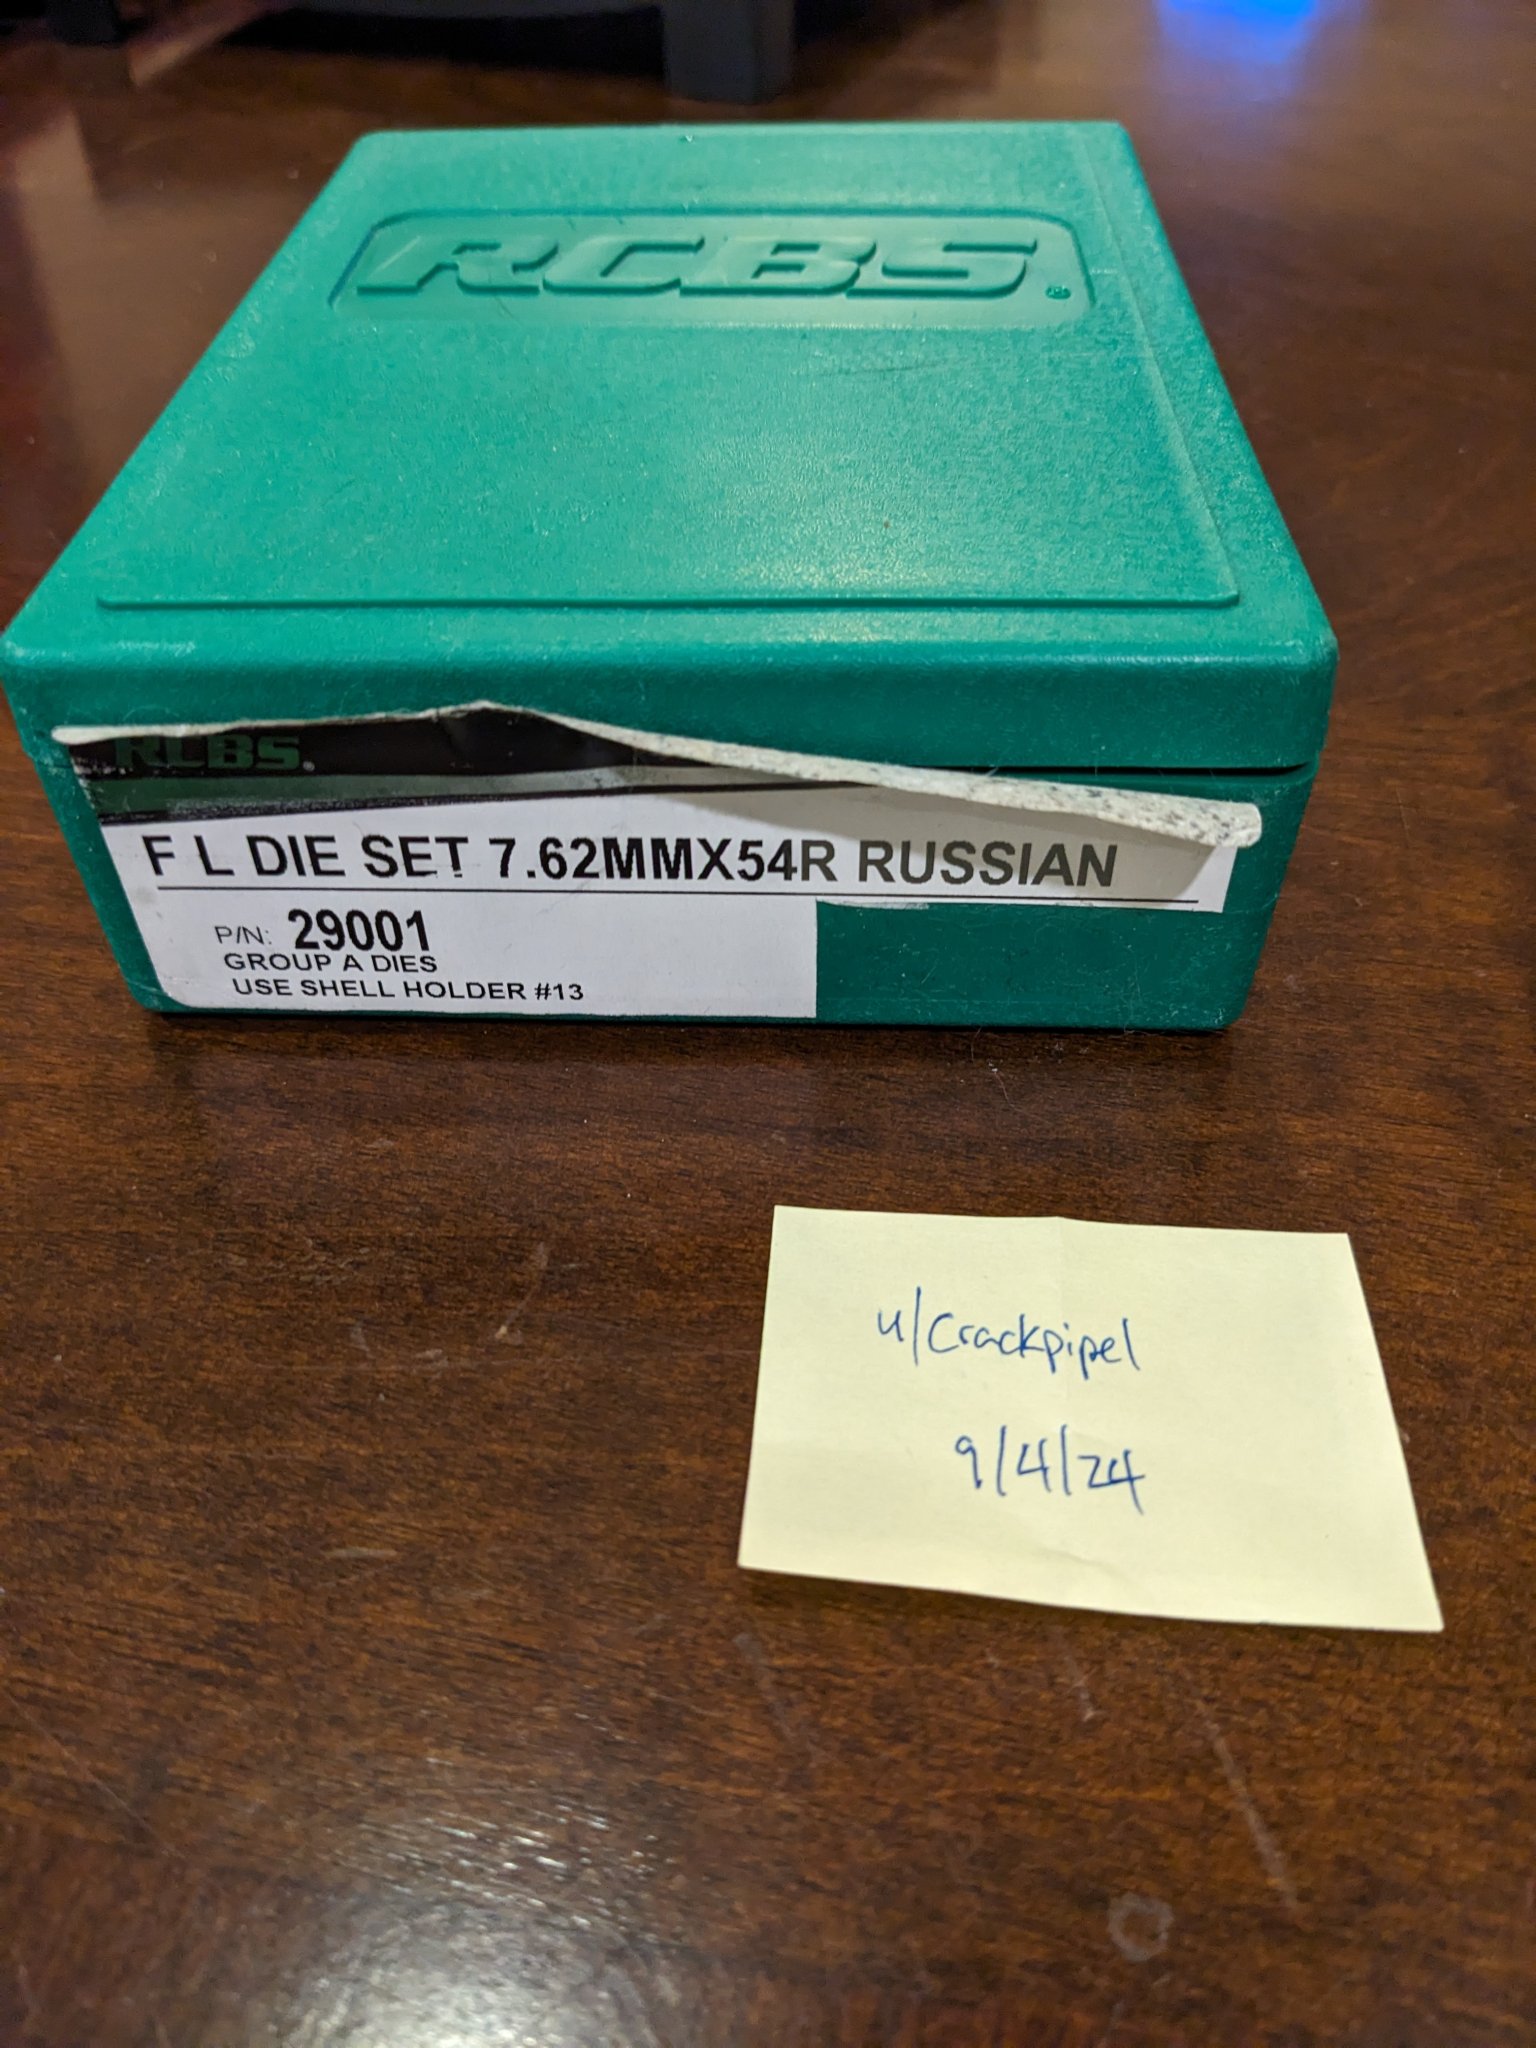 RCBS®
RCBS®
F L DIE SET 7.62MMX54R RUSSIAN
P/N: 29001
GROUP A DIES
USE SHELL HOLDER #13
u/Crackpipe1
9/4/24